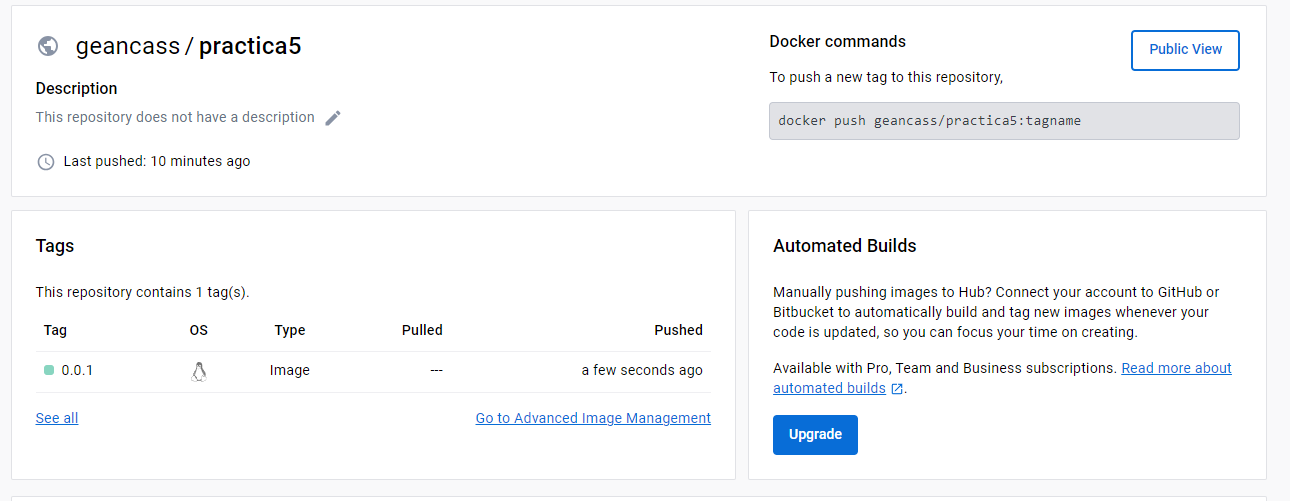 geancass / practica5
Description
This repository does not have a description
Last pushed: 10 minutes ago
Docker commands
Public View
To push a new tag to this repository,
docker push geancass/practica5:tagname
Tags
This repository contains 1 tag(s).
Tag OS Type Pulled Pushed
0.0.1 Image --- a few seconds ago
See all Go to Advanced Image Management
Automated Builds
Manually pushing images to Hub? Connect your account to GitHub or
Bitbucket to automatically build and tag new images whenever your
code is updated, so you can focus your time on creating.
Available with Pro, Team and Business subscriptions. Read more about
automated builds .
Upgrade